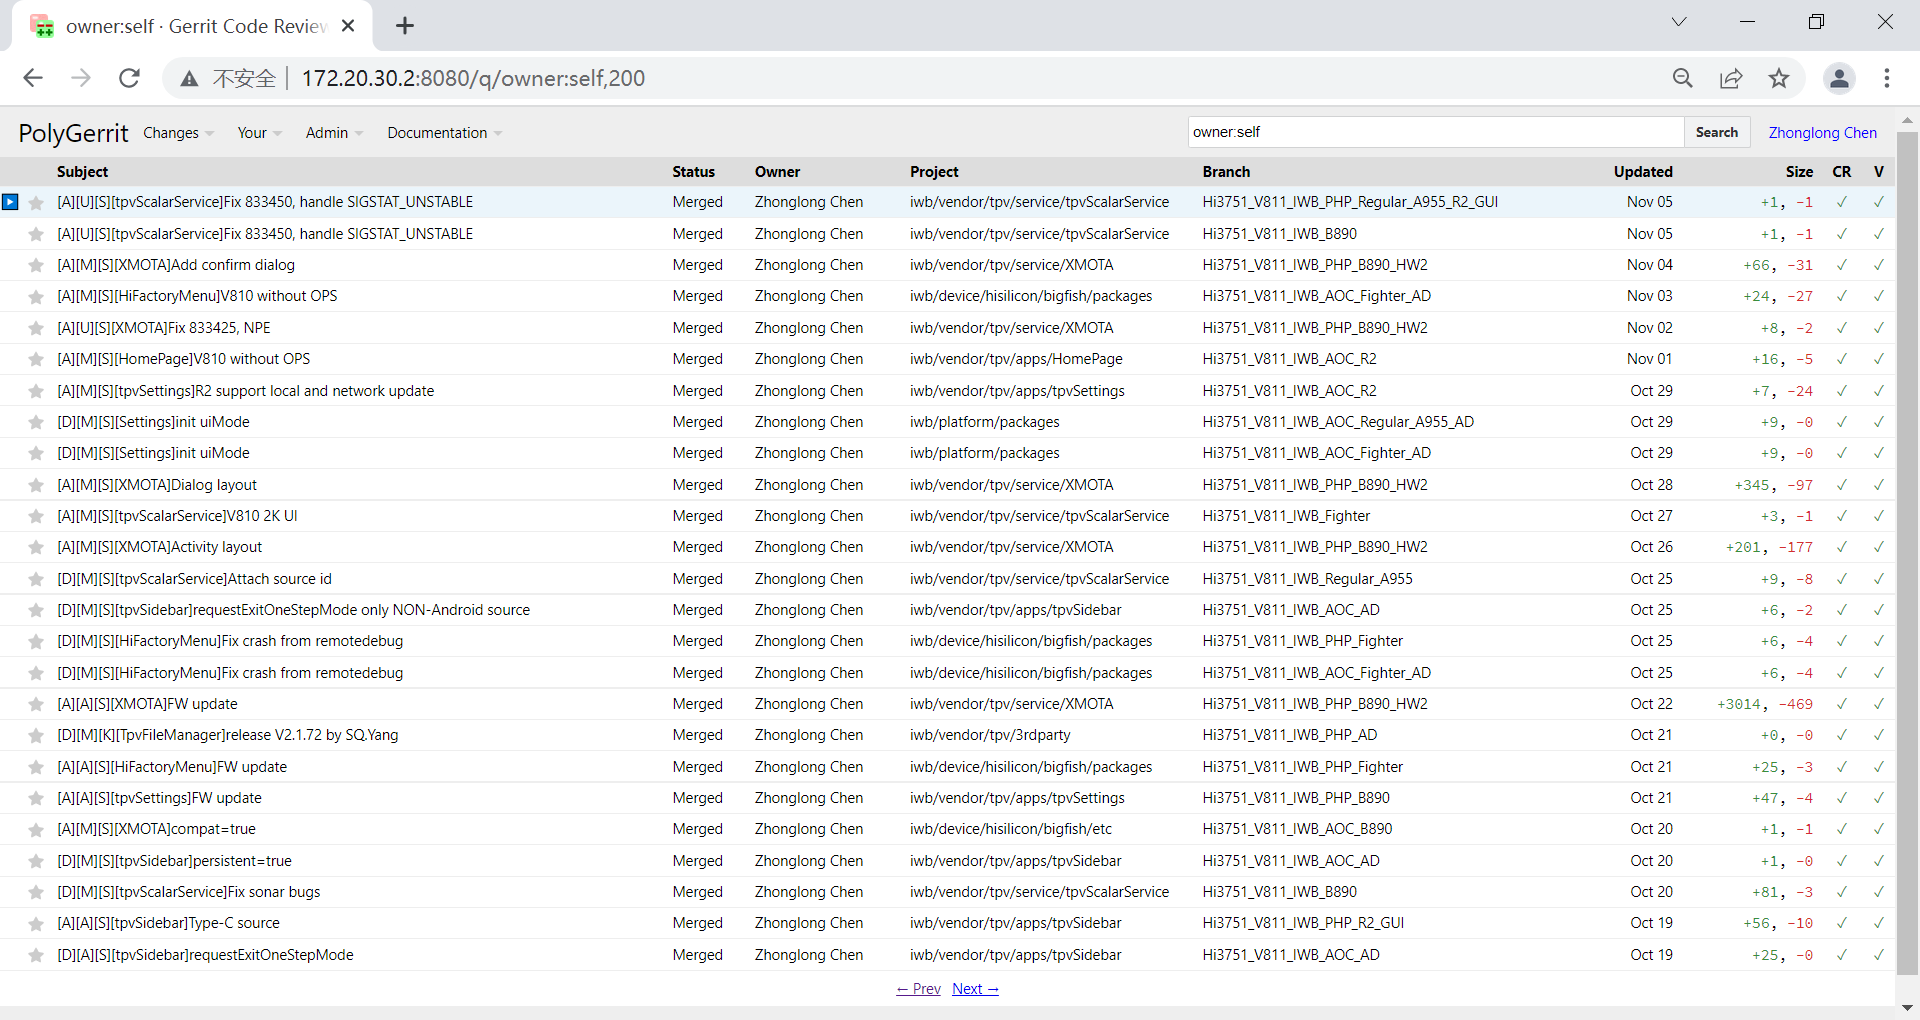 owner:self · Gerrit Code Review
不安全 172.20.30.2:8080/q/owner:self,200
PolyGerrit Changes Your Admin Documentation owner:self Search Zhonglong Chen
Subject Status Owner Project Branch Updated Size CR V
[A][U][S][tpvScalarService]Fix 833450, handle SIGSTAT_UNSTABLE Merged Zhonglong Chen iwb/vendor/tpv/service/tpvScalarService Hi3751_V811_IWB_PHP_Regular_A955_R2_GUI Nov 05 +1, -1 ✓ ✓
[A][U][S][tpvScalarService]Fix 833450, handle SIGSTAT_UNSTABLE Merged Zhonglong Chen iwb/vendor/tpv/service/tpvScalarService Hi3751_V811_IWB_B890 Nov 05 +1, -1 ✓ ✓
[A][M][S][XMOTA]Add confirm dialog Merged Zhonglong Chen iwb/vendor/tpv/service/XMOTA Hi3751_V811_IWB_PHP_B890_HW2 Nov 04 +66, -31 ✓ ✓
[A][M][S][HiFactoryMenu]V810 without OPS Merged Zhonglong Chen iwb/device/hisilicon/bigfish/packages Hi3751_V811_IWB_AOC_Fighter_AD Nov 03 +24, -27 ✓ ✓
[A][U][S][XMOTA]Fix 833425, NPE Merged Zhonglong Chen iwb/vendor/tpv/service/XMOTA Hi3751_V811_IWB_PHP_B890_HW2 Nov 02 +8, -2 ✓ ✓
[A][M][S][HomePage]V810 without OPS Merged Zhonglong Chen iwb/vendor/tpv/apps/HomePage Hi3751_V811_IWB_AOC_R2 Nov 01 +16, -5 ✓ ✓
[A][M][S][tpvSettings]R2 support local and network update Merged Zhonglong Chen iwb/vendor/tpv/apps/tpvSettings Hi3751_V811_IWB_AOC_R2 Oct 29 +7, -24 ✓ ✓
[D][M][S][Settings]init uiMode Merged Zhonglong Chen iwb/platform/packages Hi3751_V811_IWB_AOC_Regular_A955_AD Oct 29 +9, -0 ✓ ✓
[D][M][S][Settings]init uiMode Merged Zhonglong Chen iwb/platform/packages Hi3751_V811_IWB_AOC_Fighter_AD Oct 29 +9, -0 ✓ ✓
[A][M][S][XMOTA]Dialog layout Merged Zhonglong Chen iwb/vendor/tpv/service/XMOTA Hi3751_V811_IWB_PHP_B890_HW2 Oct 28 +345, -97 ✓ ✓
[A][M][S][tpvScalarService]V810 2K UI Merged Zhonglong Chen iwb/vendor/tpv/service/tpvScalarService Hi3751_V811_IWB_Fighter Oct 27 +3, -1 ✓ ✓
[A][M][S][XMOTA]Activity layout Merged Zhonglong Chen iwb/vendor/tpv/service/XMOTA Hi3751_V811_IWB_PHP_B890_HW2 Oct 26 +201, -177 ✓ ✓
[D][M][S][tpvScalarService]Attach source id Merged Zhonglong Chen iwb/vendor/tpv/service/tpvScalarService Hi3751_V811_IWB_Regular_A955 Oct 25 +9, -8 ✓ ✓
[D][M][S][tpvSidebar]requestExitOneStepMode only NON-Android source Merged Zhonglong Chen iwb/vendor/tpv/apps/tpvSidebar Hi3751_V811_IWB_AOC_AD Oct 25 +6, -2 ✓ ✓
[D][M][S][HiFactoryMenu]Fix crash from remotedebug Merged Zhonglong Chen iwb/device/hisilicon/bigfish/packages Hi3751_V811_IWB_PHP_Fighter Oct 25 +6, -4 ✓ ✓
[D][M][S][HiFactoryMenu]Fix crash from remotedebug Merged Zhonglong Chen iwb/device/hisilicon/bigfish/packages Hi3751_V811_IWB_AOC_Fighter_AD Oct 25 +6, -4 ✓ ✓
[A][A][S][XMOTA]FW update Merged Zhonglong Chen iwb/vendor/tpv/service/XMOTA Hi3751_V811_IWB_PHP_B890_HW2 Oct 22 +3014, -469 ✓ ✓
[D][M][K][TpvFileManager]release V2.1.72 by SQ.Yang Merged Zhonglong Chen iwb/vendor/tpv/3rdparty Hi3751_V811_IWB_PHP_AD Oct 21 +0, -0 ✓ ✓
[A][A][S][HiFactoryMenu]FW update Merged Zhonglong Chen iwb/device/hisilicon/bigfish/packages Hi3751_V811_IWB_PHP_Fighter Oct 21 +25, -3 ✓ ✓
[A][A][S][tpvSettings]FW update Merged Zhonglong Chen iwb/vendor/tpv/apps/tpvSettings Hi3751_V811_IWB_PHP_B890 Oct 21 +47, -4 ✓ ✓
[A][M][S][XMOTA]compat=true Merged Zhonglong Chen iwb/device/hisilicon/bigfish/etc Hi3751_V811_IWB_AOC_B890 Oct 20 +1, -1 ✓ ✓
[D][M][S][tpvSidebar]persistent=true Merged Zhonglong Chen iwb/vendor/tpv/apps/tpvSidebar Hi3751_V811_IWB_AOC_AD Oct 20 +1, -0 ✓ ✓
[D][M][S][tpvScalarService]Fix sonar bugs Merged Zhonglong Chen iwb/vendor/tpv/service/tpvScalarService Hi3751_V811_IWB_B890 Oct 20 +81, -3 ✓ ✓
[A][A][S][tpvSidebar]Type-C source Merged Zhonglong Chen iwb/vendor/tpv/apps/tpvSidebar Hi3751_V811_IWB_PHP_R2_GUI Oct 19 +56, -10 ✓ ✓
[D][A][S][tpvSidebar]requestExitOneStepMode Merged Zhonglong Chen iwb/vendor/tpv/apps/tpvSidebar Hi3751_V811_IWB_AOC_AD Oct 19 +25, -0 ✓ ✓
← Prev Next →